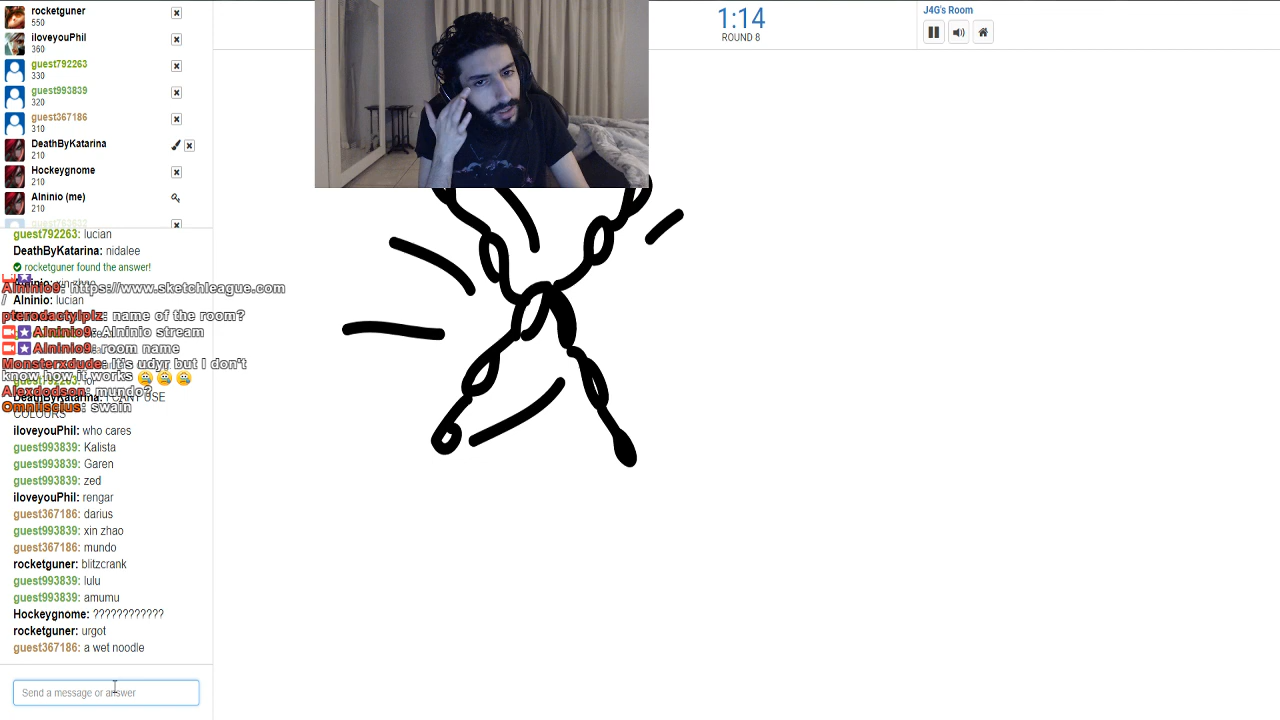 rocketguner
550
iloveyouPhil
360
guest792263
330
guest993839
320
guest367186
310
DeathByKatarina
210
Hockeygnome
210
Alninio (me)
210
1:14
ROUND 8
J4G's Room
guest792263: lucian
DeathByKatarina: nidalee
rocketguner found the answer!
Alninio9: https://www.sketchleague.com
/
Alninio: lucian
pterodactylplz: name of the room?
Alninio9: Alninio stream
Alninio9: room name
Monsterxdude: It's udyr but I don't
know how it works
Alexdodson: mundo?
DeathByKatarina: I CANT USE
COLOURS
Omniiscius: swain
iloveyouPhil: who cares
guest993839: Kalista
guest993839: Garen
guest993839: zed
iloveyouPhil: rengar
guest367186: darius
guest993839: xin zhao
guest367186: mundo
rocketguner: blitzcrank
guest993839: lulu
guest993839: amumu
Hockeygnome: ????????????
rocketguner: urgot
guest367186: a wet noodle
Send a message or answer